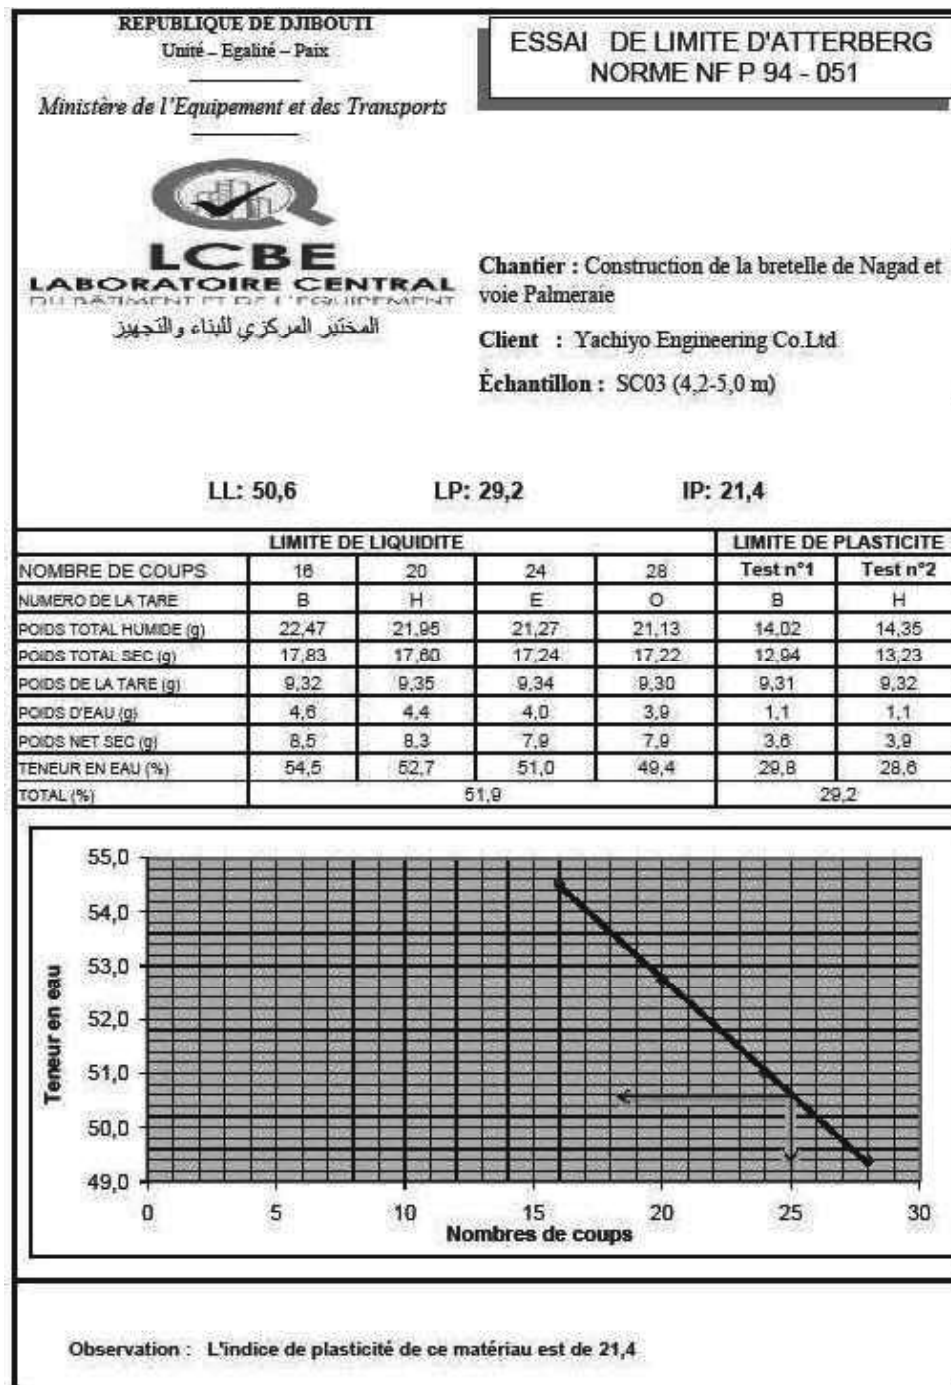 REPUBLIQUE DE DJIBOUTI
Unité – Egalité – Paix
Ministère de l'Equipement et des Transports
LCBE
LABORATOIRE CENTRAL
DU BÂTIMENT ET DE L'EQUIPEMENT
المختبر المركزي للبناء والتجهيز
ESSAI DE LIMITE D'ATTERBERG
NORME NF P 94 - 051
Chantier : Construction de la bretelle de Nagad et
voie Palmeraie
Client : Yachiyo Engineering Co.Ltd
Échantillon : SC03 (4,2-5,0 m)
LL: 50,6 LP: 29,2 IP: 21,4
LIMITE DE LIQUIDITE LIMITE DE PLASTICITE
NOMBRE DE COUPS 16 20 24 28 Test n°1 Test n°2
NUMERO DE LA TARE B H E O B H
POIDS TOTAL HUMIDE (g) 22,47 21,95 21,27 21,13 14,02 14,35
POIDS TOTAL SEC (g) 17,83 17,60 17,24 17,22 12,94 13,23
POIDS DE LA TARE (g) 9,32 9,35 9,34 9,30 9,31 9,32
POIDS D'EAU (g) 4,6 4,4 4,0 3,9 1,1 1,1
POIDS NET SEC (g) 8,5 8,3 7,9 7,9 3,6 3,9
TENEUR EN EAU (%) 54,5 52,7 51,0 49,4 29,8 28,6
TOTAL (%) 51,9 29,2
Teneur en eau
55,0
54,0
53,0
52,0
51,0
50,0
49,0
0 5 10 15 20 25 30
Nombres de coups
Observation : L'indice de plasticité de ce matériau est de 21,4